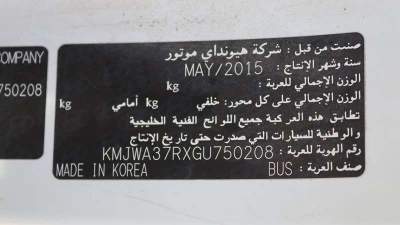 COMPANY
750208
صنعت من قبل : شركة هيونداي موتور
سنة وشهر الإنتاج : MAY/2015
الوزن الإجمالي للعربة : kg
الوزن الإجمالي على كل محور: خلفي kg أمامي kg
تطابق هذه العركبة جميع اللوائح الفنية الخليجية
و الوطنية للسيارات التي صدرت حتى تاريخ الإنتاج
رقم الهوية للعربة : KMJWA37RXGU750208
صنف العربة : BUS MADE IN KOREA